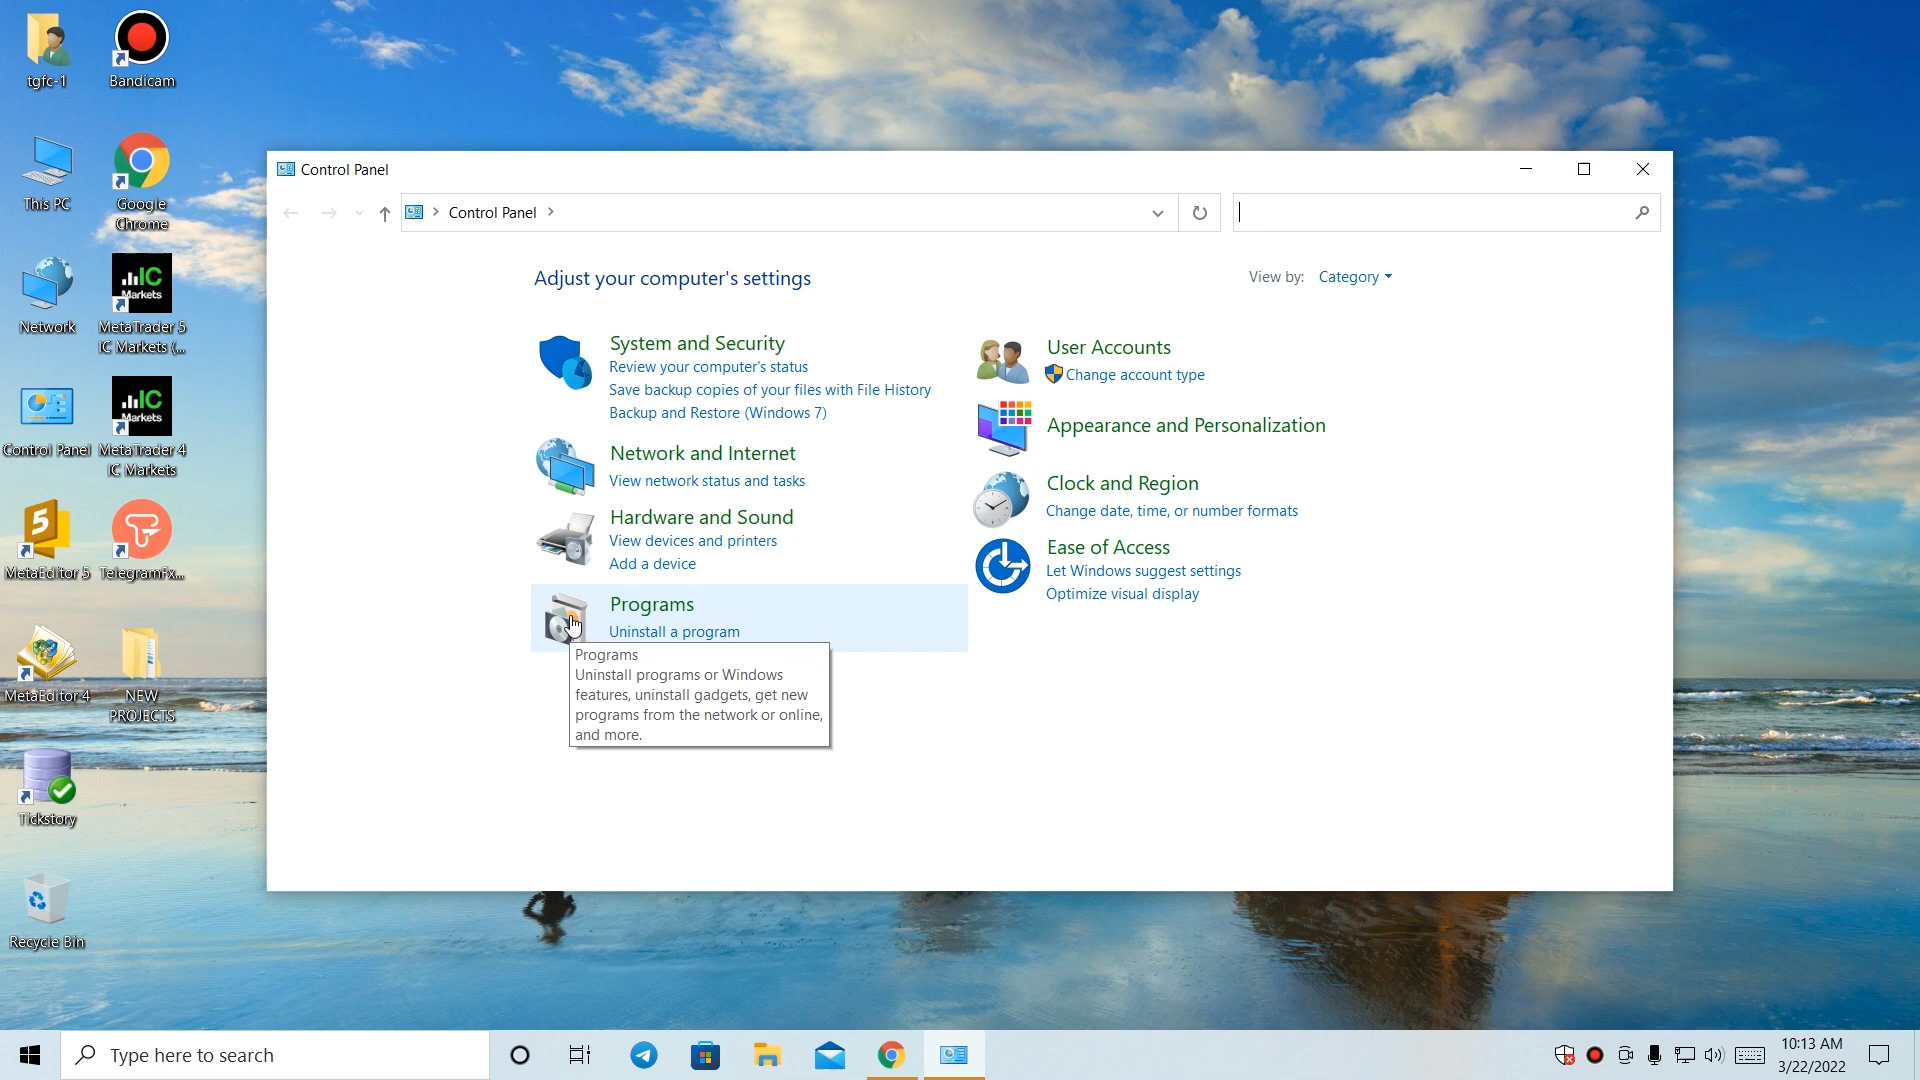 tgfc-1
Bandicam
This PC
Google
Chrome
Network
IC
Markets
MetaTrader 5
IC Markets (...
Control Panel
IC
Markets
MetaTrader 4
IC Markets
5
MetaEditor 5
TelegramFx...
MetaEditor 4
NEW
PROJECTS
Tickstory
Recycle Bin
Control Panel
Control Panel
Adjust your computer's settings
View by: Category
System and Security
Review your computer's status
Save backup copies of your files with File History
Backup and Restore (Windows 7)
Network and Internet
View network status and tasks
Hardware and Sound
View devices and printers
Add a device
Programs
Uninstall a program
Programs
Uninstall programs or Windows
features, uninstall gadgets, get new
programs from the network or online,
and more.
User Accounts
Change account type
Appearance and Personalization
Clock and Region
Change date, time, or number formats
Ease of Access
Let Windows suggest settings
Optimize visual display
Type here to search
10:13 AM
3/22/2022